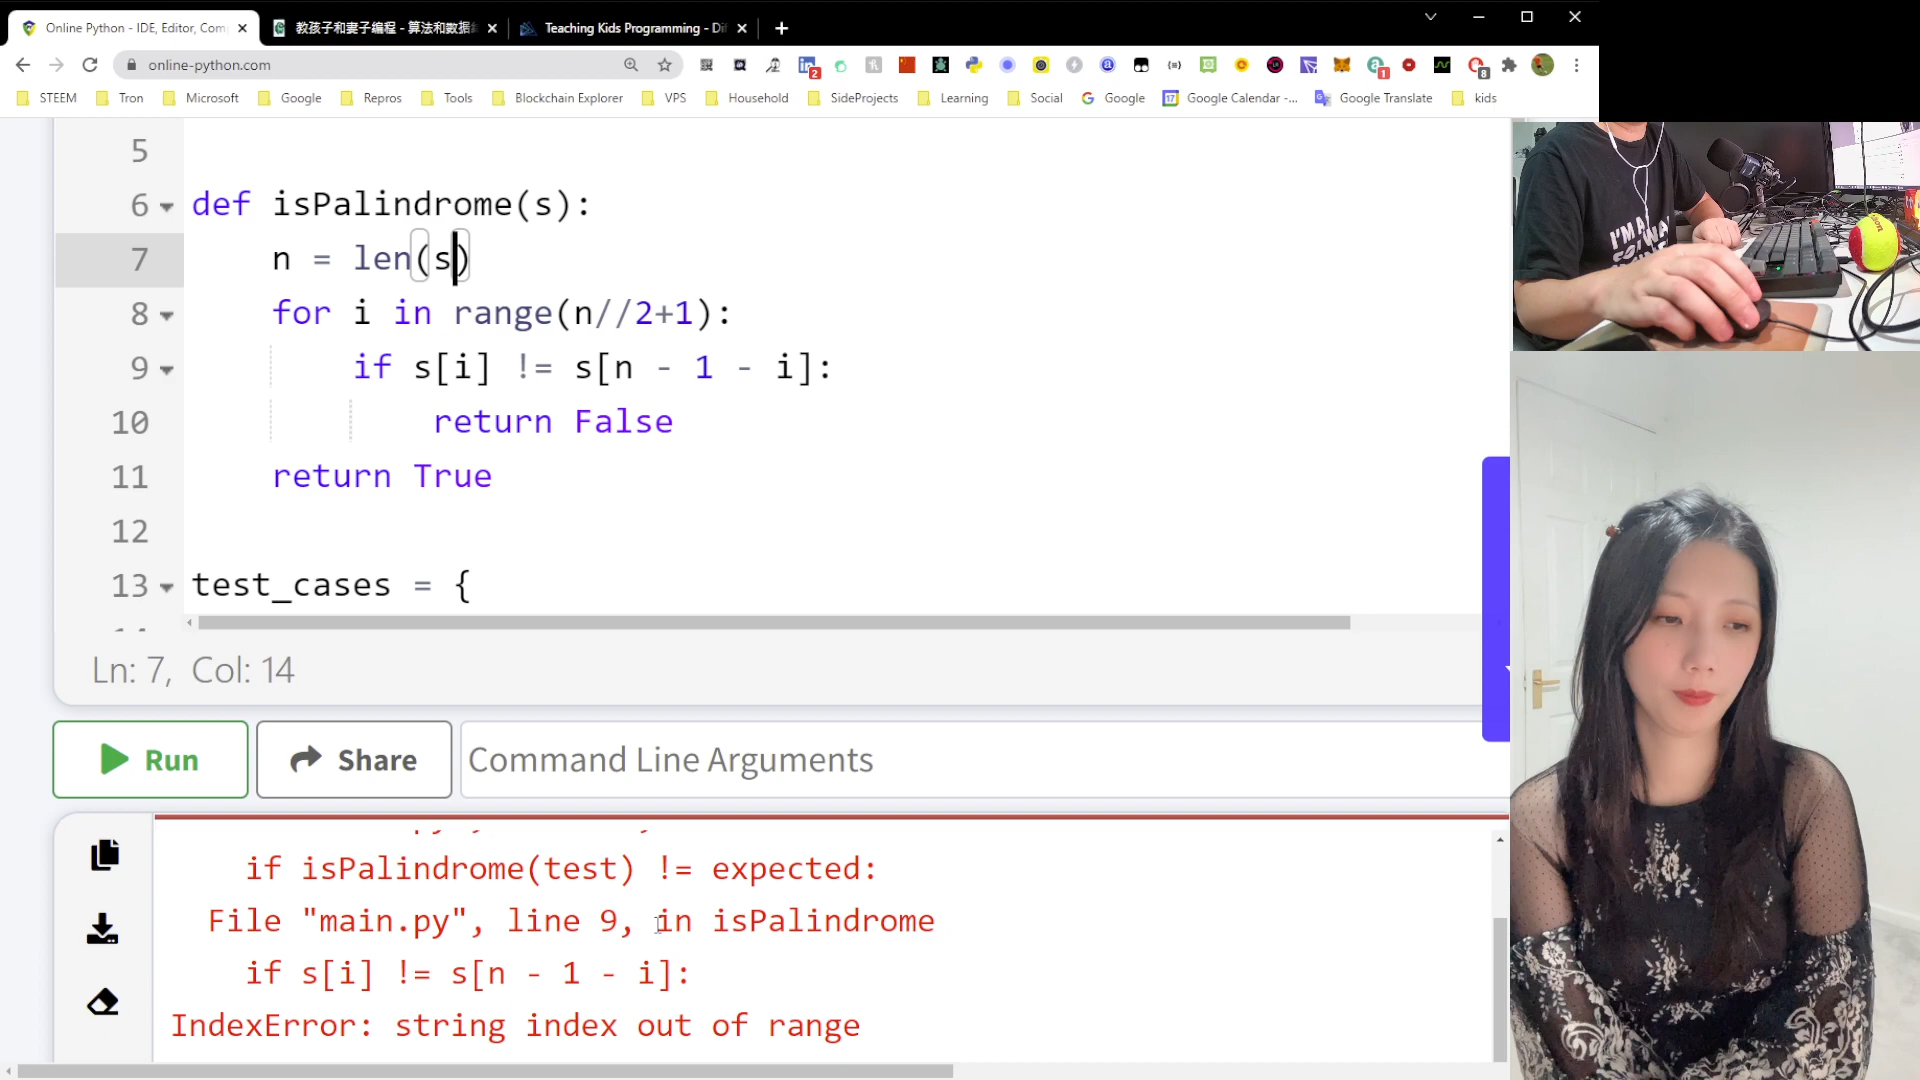 Online Python - IDE, Editor, Com
教孩子和妻子编程 - 算法和数据
Teaching Kids Programming - Di
online-python.com
STEEM
Tron
Microsoft
Google
Repros
Tools
Blockchain Explorer
VPS
Household
SideProjects
Learning
Social
Google
Google Calendar -...
Google Translate
kids
5
6 def isPalindrome(s):
7 n = len(s)
8 for i in range(n//2+1):
9 if s[i] != s[n - 1 - i]:
10 return False
11 return True
12
13 test_cases = {
Ln: 7, Col: 14
Run
Share
Command Line Arguments
if isPalindrome(test) != expected:
File "main.py", line 9, in isPalindrome
if s[i] != s[n - 1 - i]:
IndexError: string index out of range
I'M A